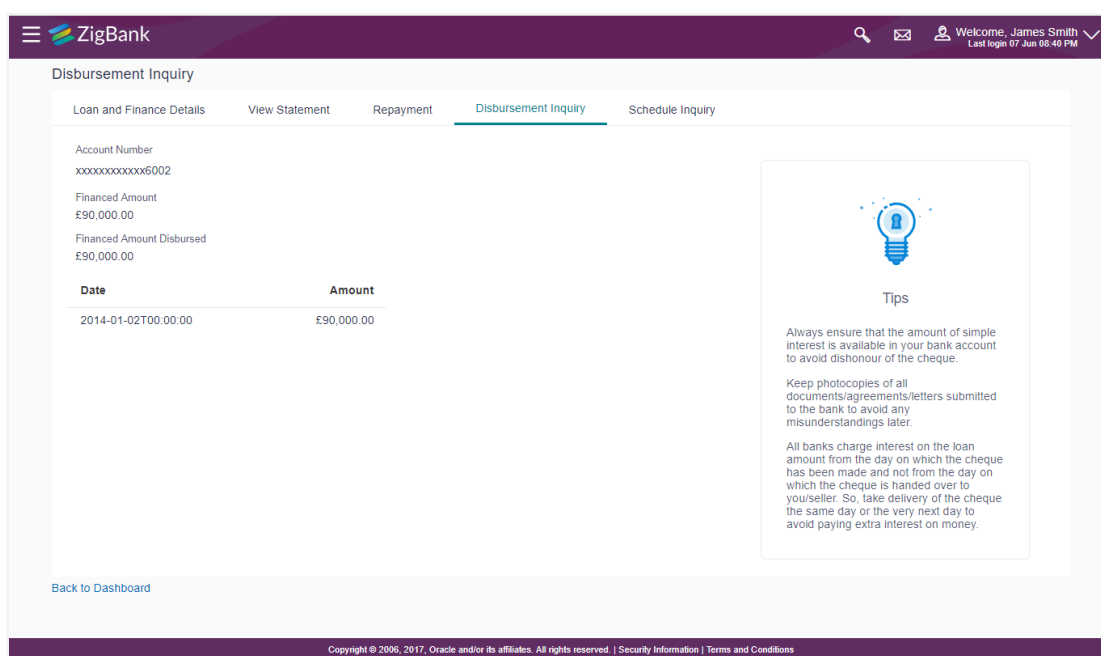 ZigBank
Welcome, James Smith
Last login 07 Jun 08:40 PM
Disbursement Inquiry
Loan and Finance Details View Statement Repayment Disbursement Inquiry Schedule Inquiry
Account Number
xxxxxxxxxxxx6002
Financed Amount
£90,000.00
Financed Amount Disbursed
£90,000.00
Date Amount
2014-01-02T00:00:00 £90,000.00
Tips
Always ensure that the amount of simple
interest is available in your bank account
to avoid dishonour of the cheque.
Keep photocopies of all
documents/agreements/letters submitted
to the bank to avoid any
misunderstandings later.
All banks charge interest on the loan
amount from the day on which the cheque
has been made and not from the day on
which the cheque is handed over to
you/seller. So, take delivery of the cheque
the same day or the very next day to
avoid paying extra interest on money.
Back to Dashboard
Copyright © 2006, 2017, Oracle and/or its affiliates. All rights reserved. | Security Information | Terms and Conditions